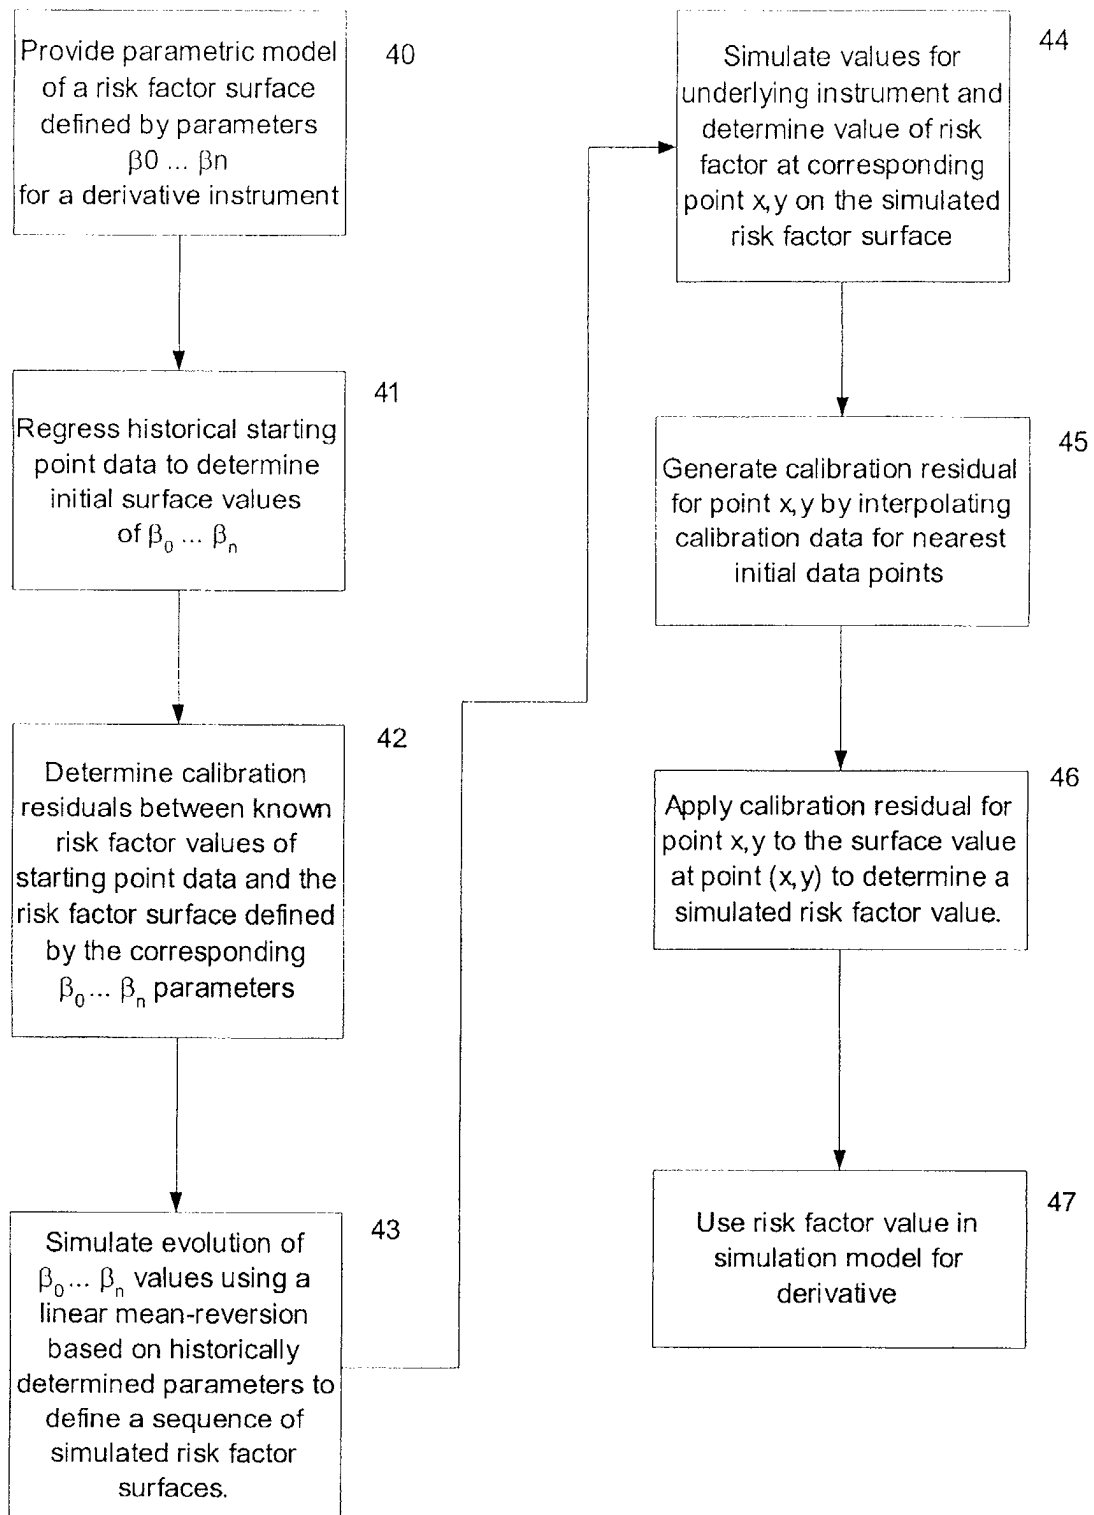 Provide parametric model
of a risk factor surface
defined by parameters
β0 ... βn
for a derivative instrument
40
Regress historical starting
point data to determine
initial surface values
of β₀ ... βₙ
41
Determine calibration
residuals between known
risk factor values of
starting point data and the
risk factor surface defined
by the corresponding
β₀... βₙ parameters
42
Simulate evolution of
β₀... βₙ values using a
linear mean-reversion
based on historically
determined parameters to
define a sequence of
simulated risk factor
surfaces.
43
Simulate values for
underlying instrument and
determine value of risk
factor at corresponding
point x,y on the simulated
risk factor surface
44
Generate calibration residual
for point x,y by interpolating
calibration data for nearest
initial data points
45
Apply calibration residual for
point x,y to the surface value
at point (x,y) to determine a
simulated risk factor value.
46
Use risk factor value in
simulation model for
derivative
47